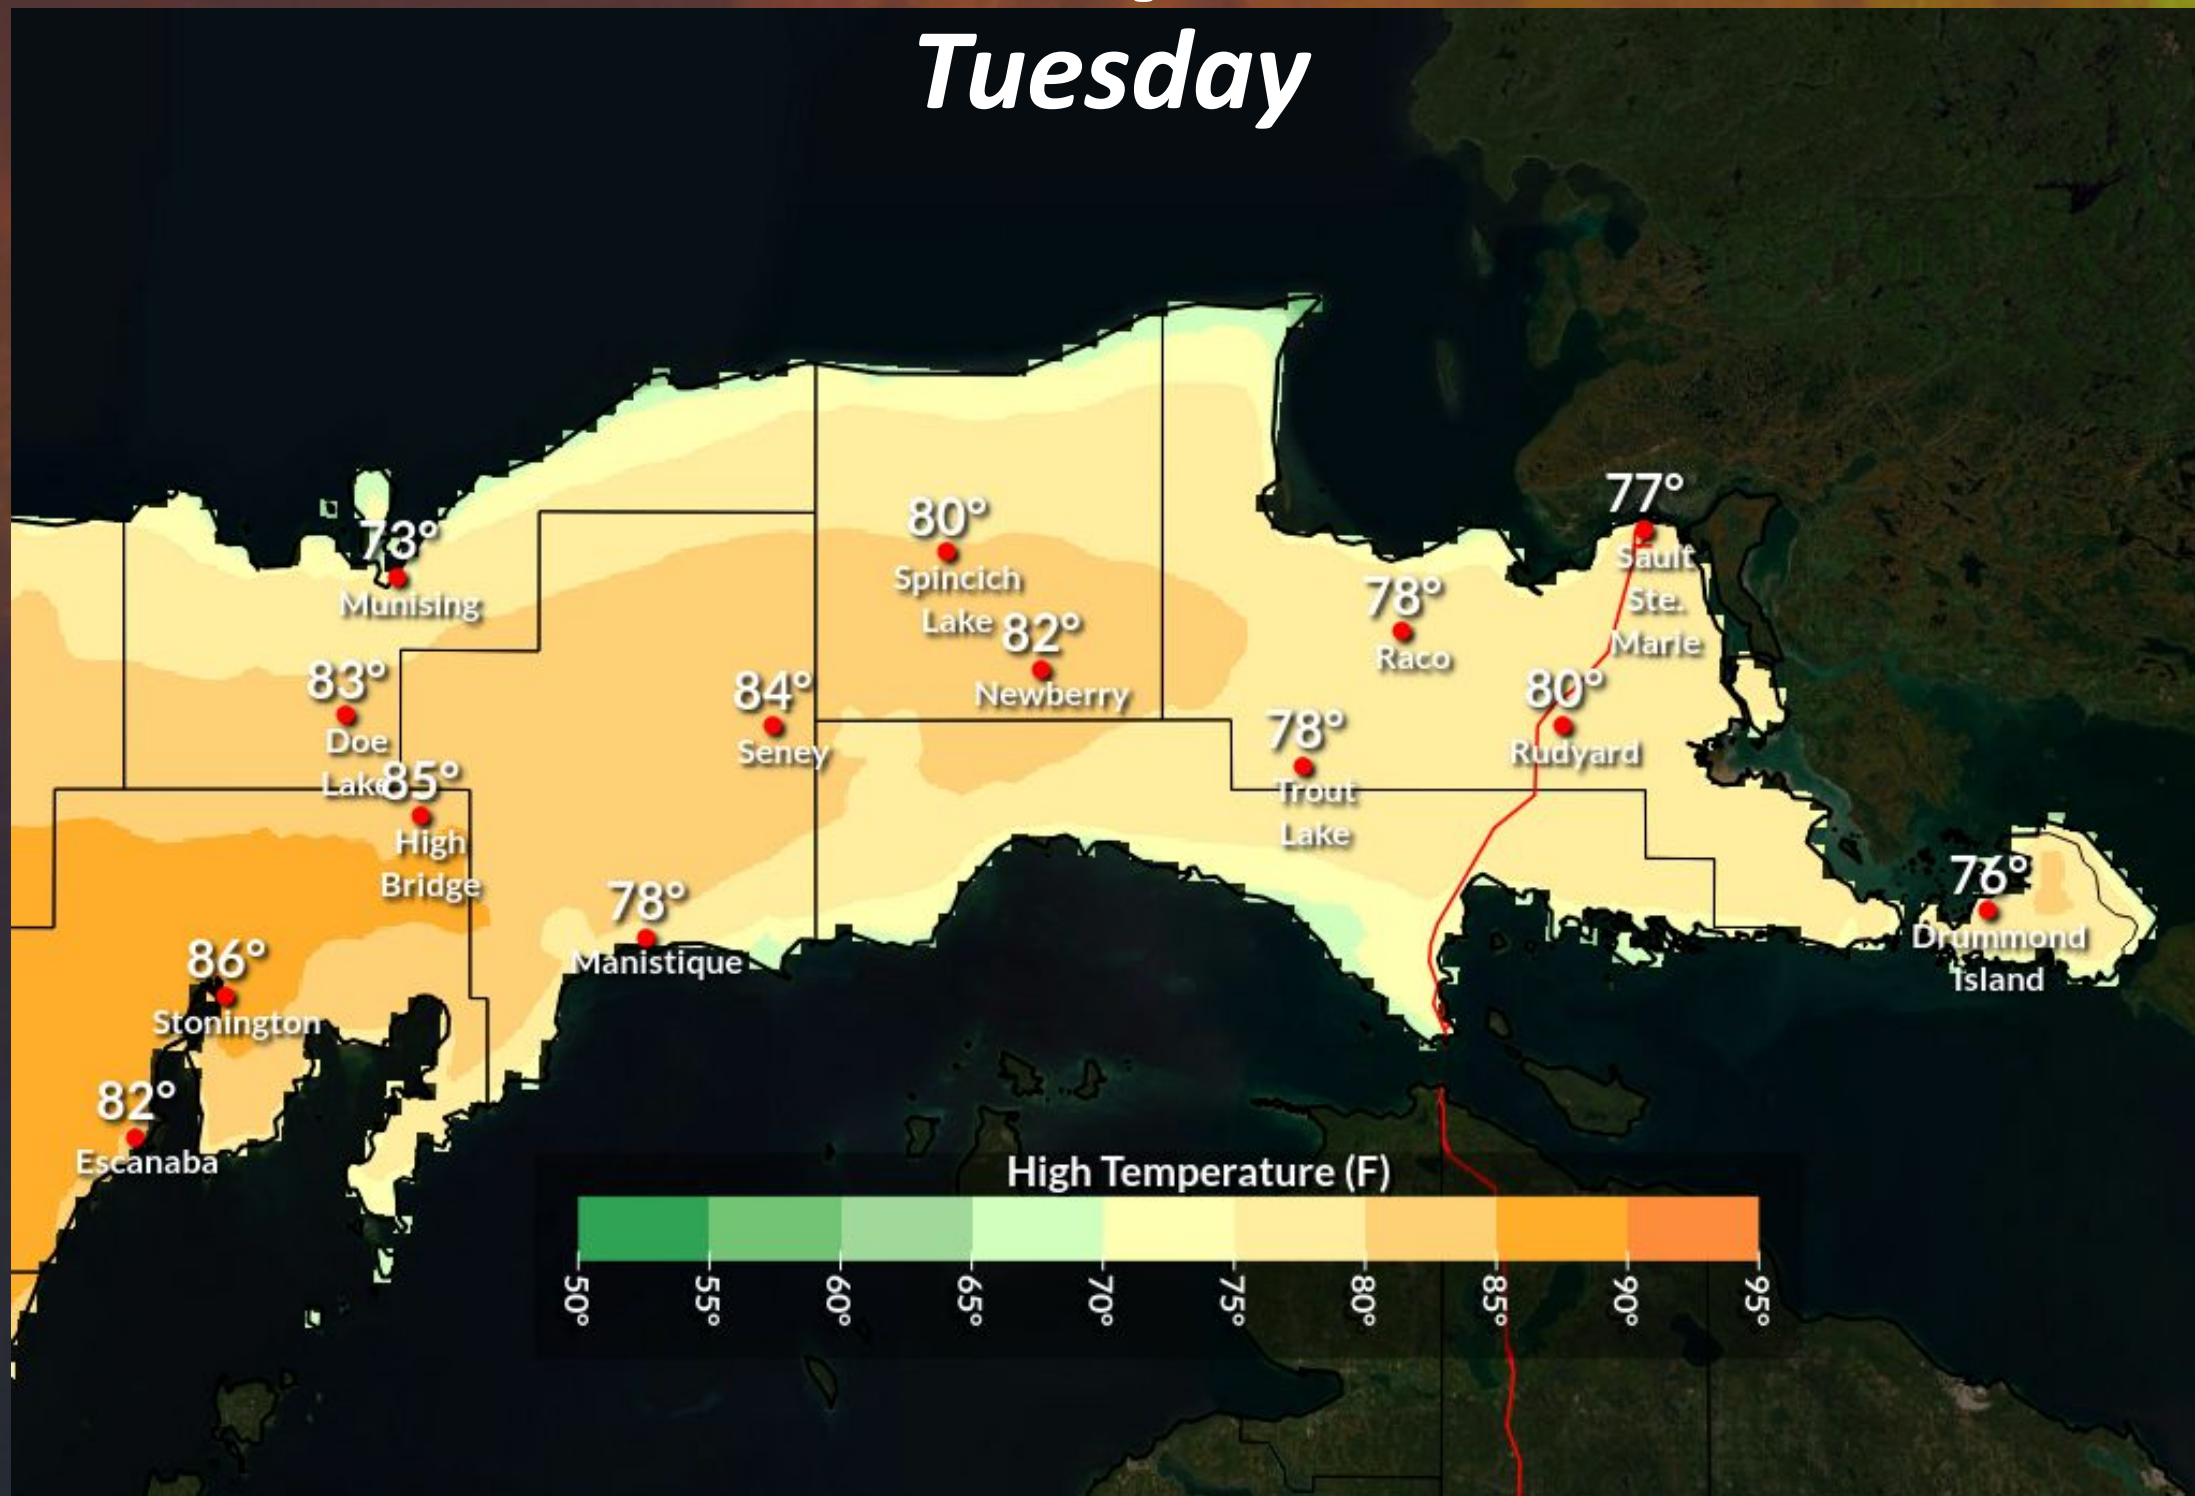 Tuesday
77°
Sault
Ste.
Marie
80°
Spincich
Lake
73°
Munising
78°
Raco
82°
Newberry
83°
Doe
Lake
84°
Seney
80°
Rudyard
78°
Trout
Lake
85°
High
Bridge
76°
Drummond
Island
78°
Manistique
86°
Stonington
82°
Escanaba
High Temperature (F)
50° 55° 60° 65° 70° 75° 80° 85° 90° 95°